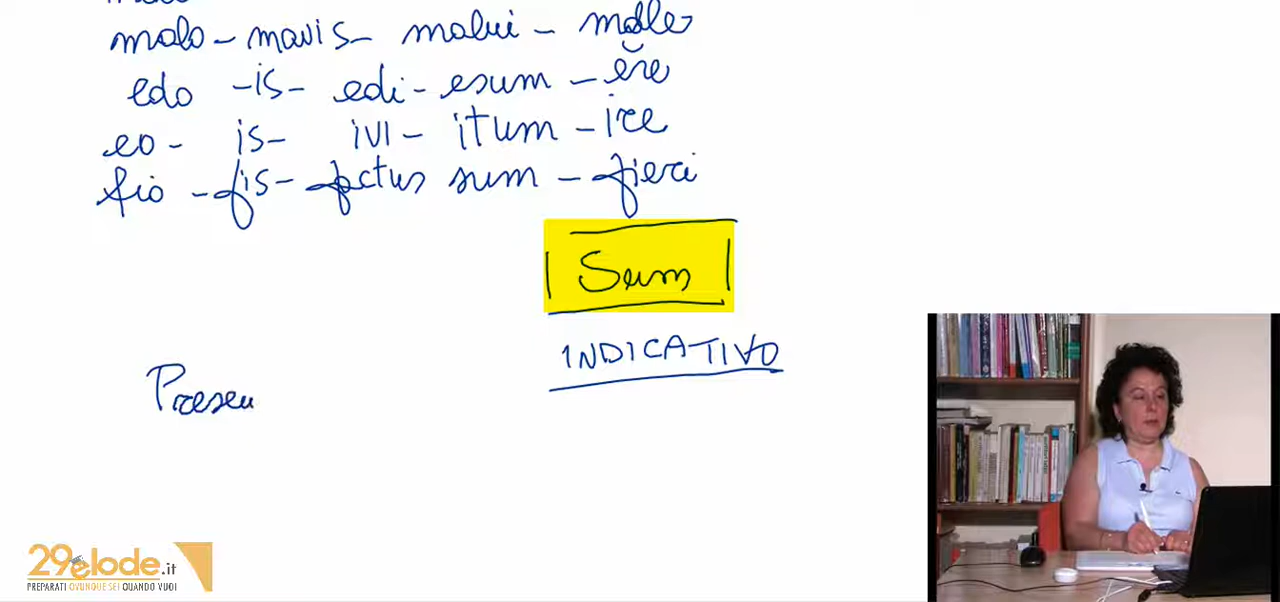 malo - mavis - malui - malle
edo - is - edi - esum - ĕre
eo - is - ivi - itum - ire
fio - fis - factus sum - fieri
Sum
INDICATIVO
Presen
29elode.it
PREPARATI OVUNQUE SEI QUANDO VUOI